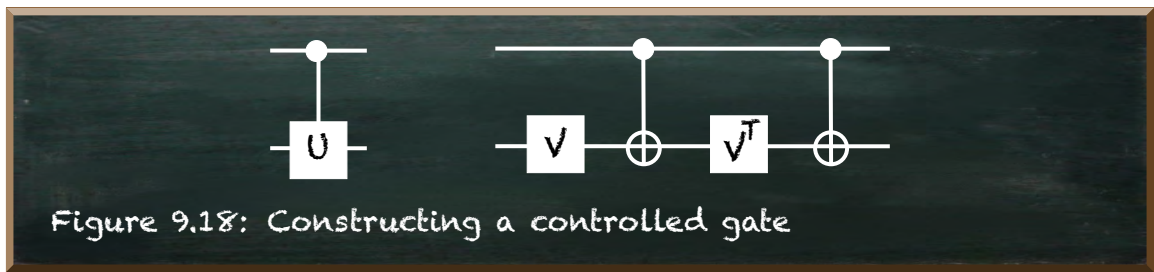 U
V
V^T
Figure 9.18: Constructing a controlled gate